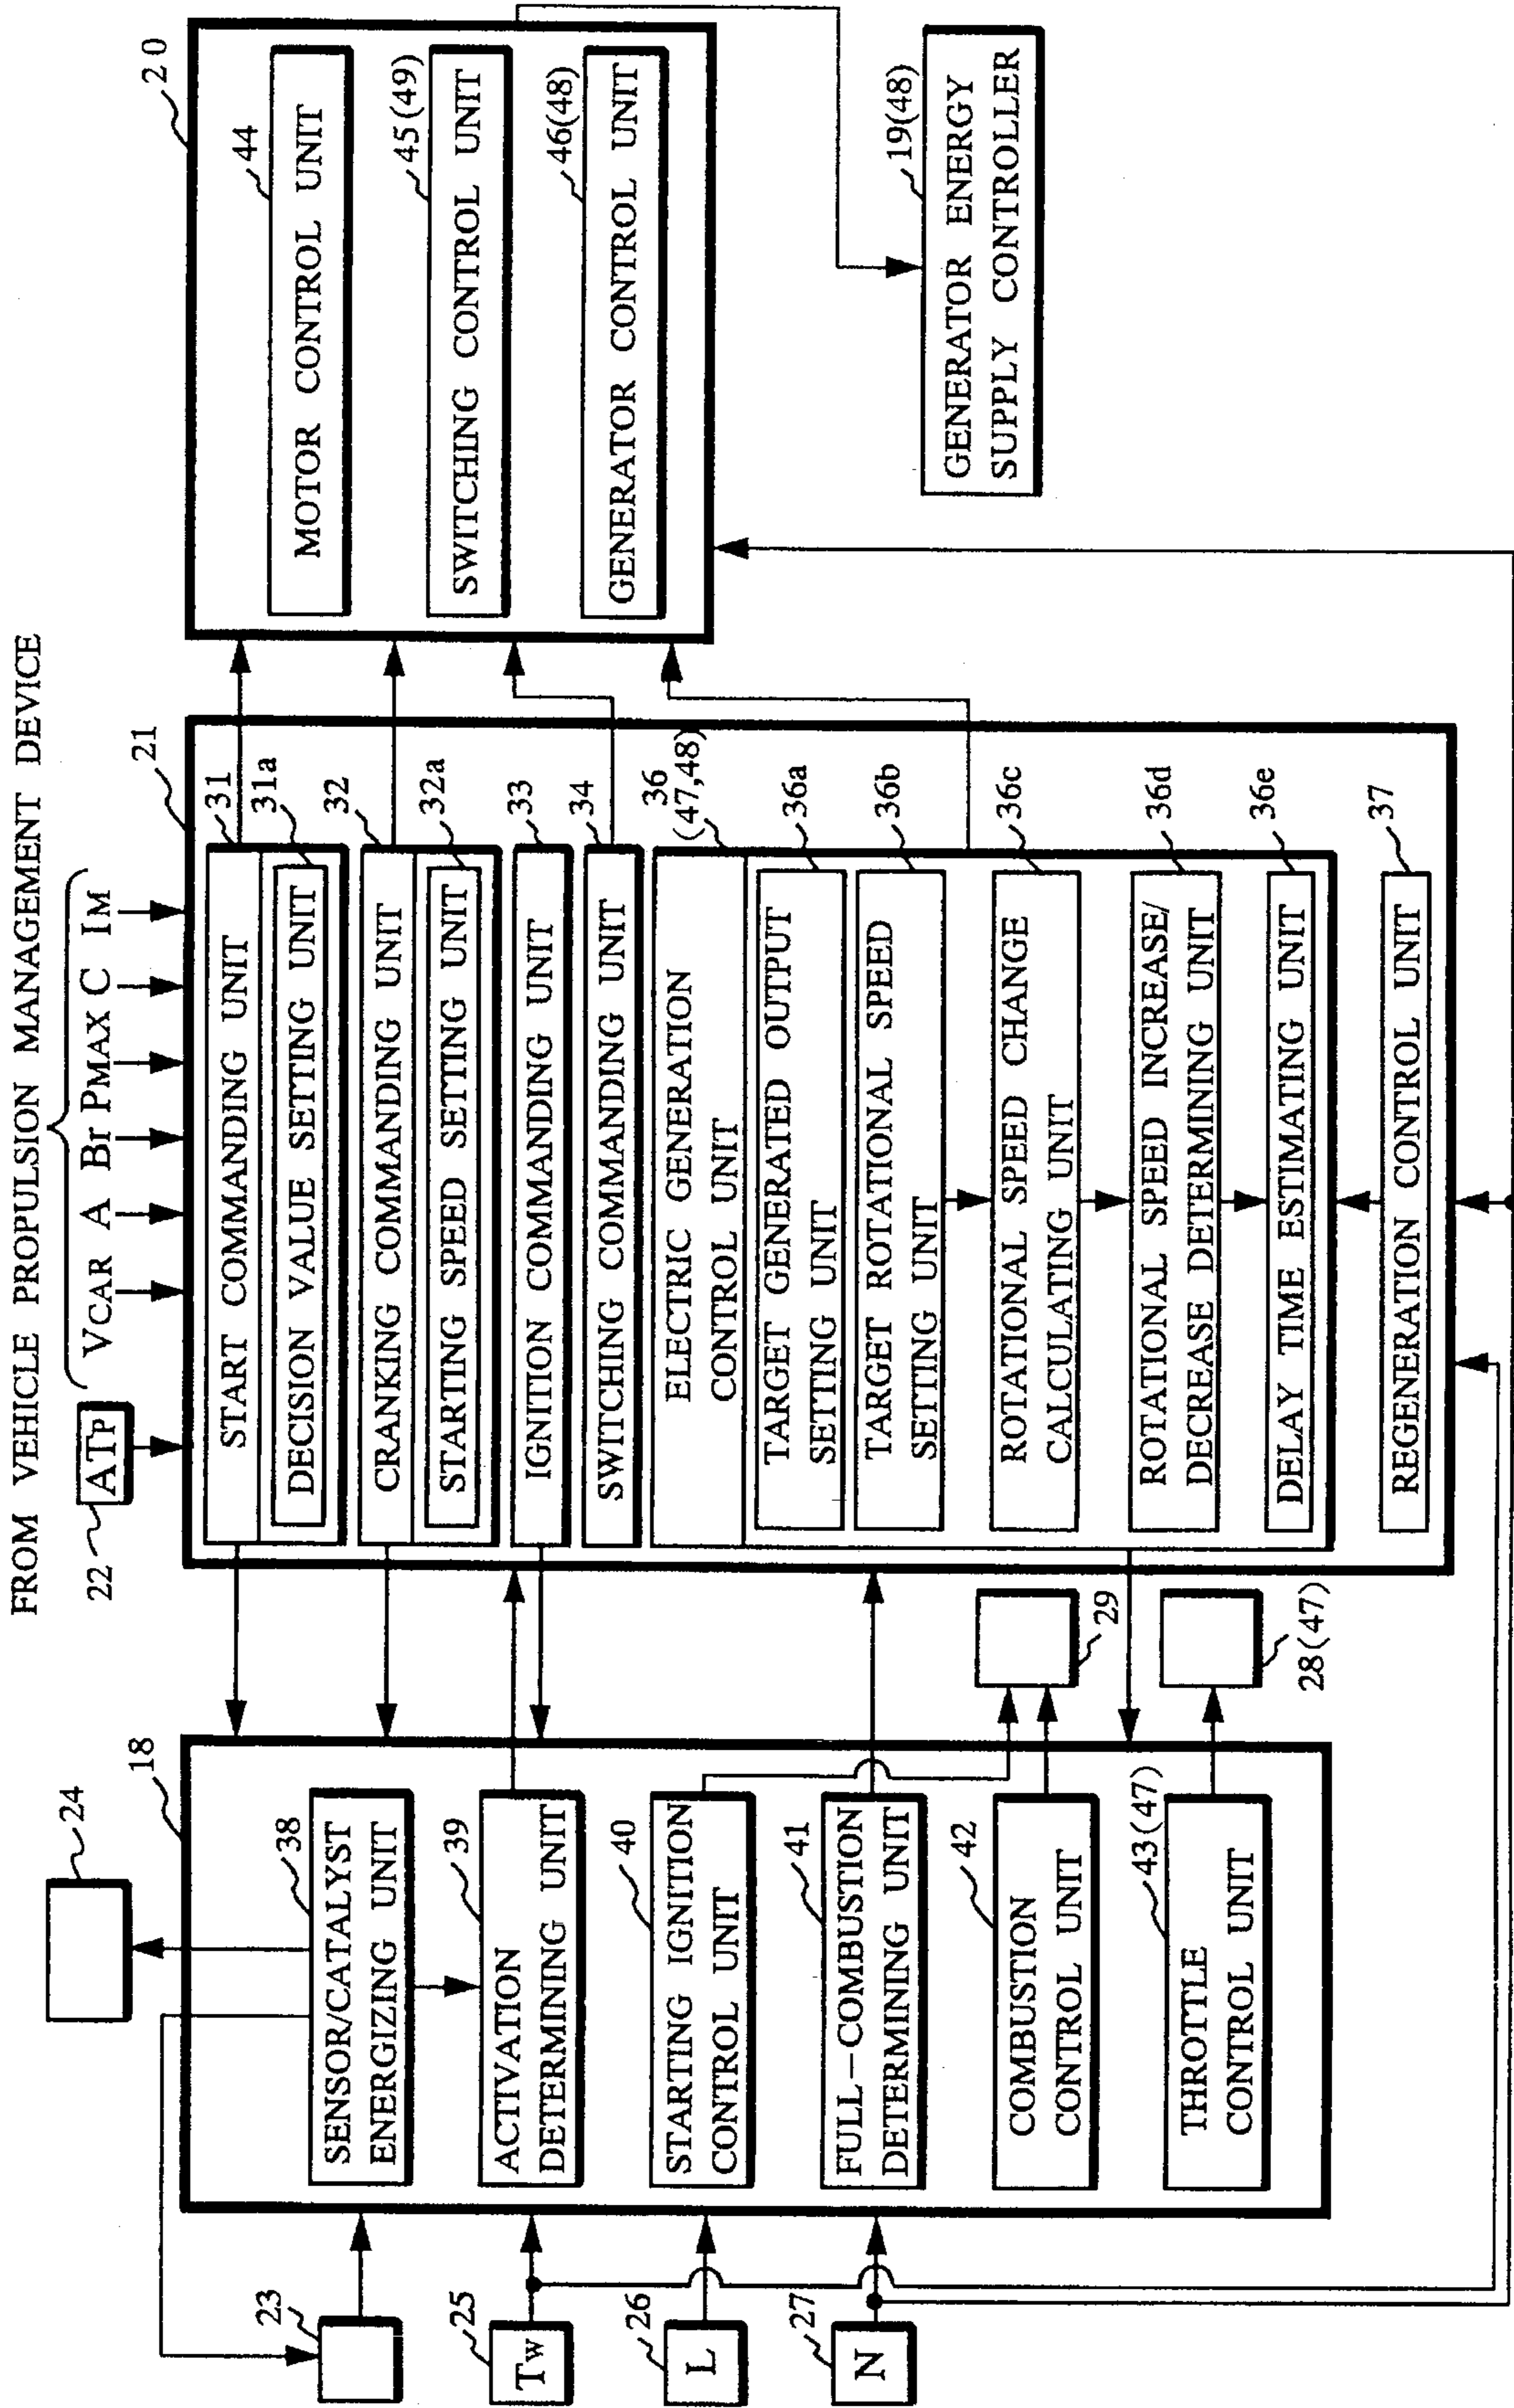 FROM VEHICLE PROPULSION MANAGEMENT DEVICE
22
ATP
VCAR
A
Br
PMAX
C
IM
24
18
38
SENSOR/CATALYST
ENERGIZING UNIT
39
ACTIVATION
DETERMINING UNIT
40
STARTING IGNITION
CONTROL UNIT
41
FULL-COMBUSTION
DETERMINING UNIT
42
COMBUSTION
CONTROL UNIT
43(47)
THROTTLE
CONTROL UNIT
23
25
TW
26
L
27
N
29
28(47)
21
31
START COMMANDING UNIT
31a
DECISION VALUE SETTING UNIT
32
CRANKING COMMANDING UNIT
32a
STARTING SPEED SETTING UNIT
33
IGNITION COMMANDING UNIT
34
SWITCHING COMMANDING UNIT
36
(47,48)
ELECTRIC GENERATION
CONTROL UNIT
36a
TARGET GENERATED OUTPUT
SETTING UNIT
36b
TARGET ROTATIONAL SPEED
SETTING UNIT
36c
ROTATIONAL SPEED CHANGE
CALCULATING UNIT
36d
ROTATIONAL SPEED INCREASE/
DECREASE DETERMINING UNIT
36e
DELAY TIME ESTIMATING UNIT
37
REGENERATION CONTROL UNIT
20
44
MOTOR CONTROL UNIT
45(49)
SWITCHING CONTROL UNIT
46(48)
GENERATOR CONTROL UNIT
19(48)
GENERATOR ENERGY
SUPPLY CONTROLLER